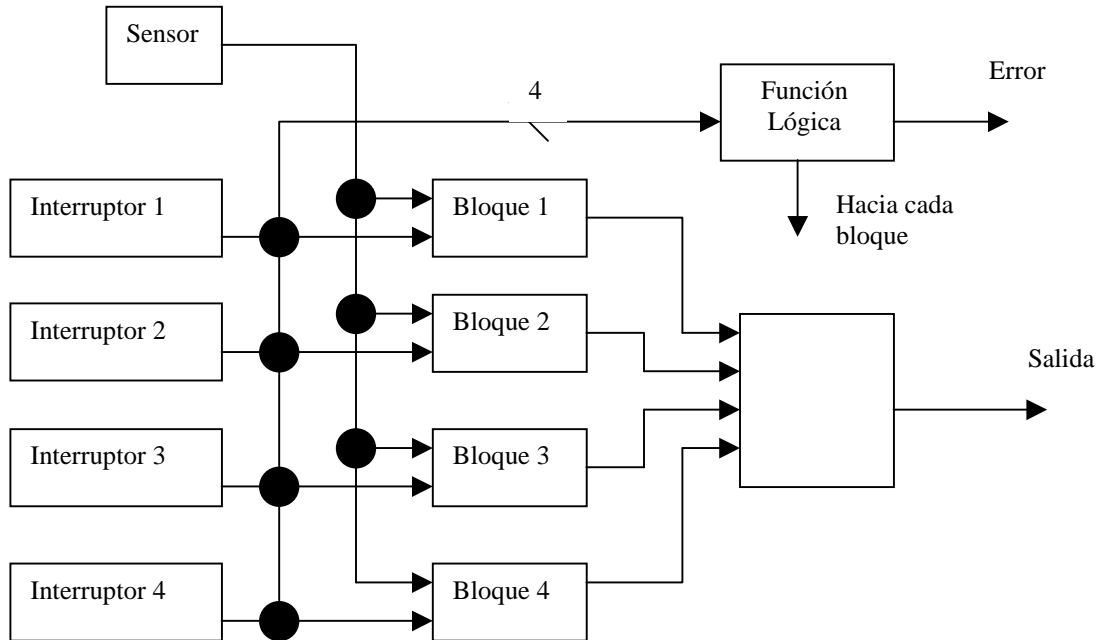 Sensor
4
Función
Lógica
Error
Interruptor 1
Bloque 1
Hacia cada
bloque
Interruptor 2
Bloque 2
Salida
Interruptor 3
Bloque 3
Interruptor 4
Bloque 4